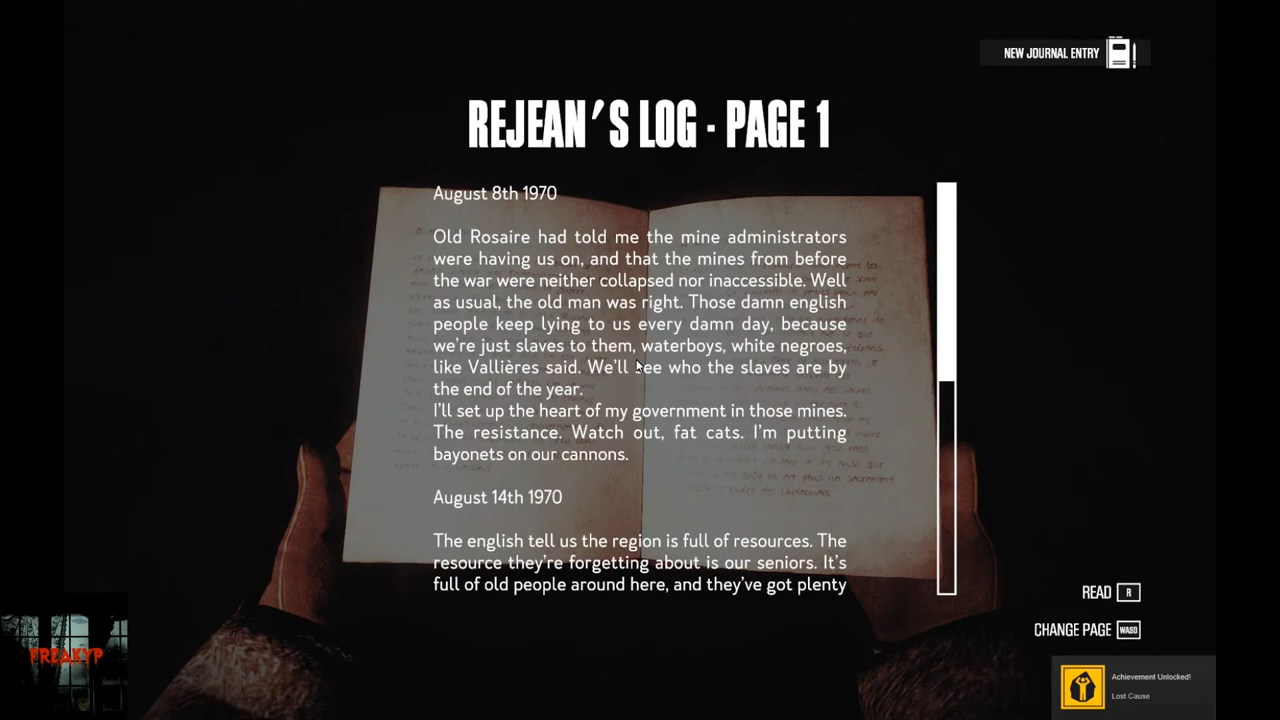 NEW JOURNAL ENTRY
REJEAN'S LOG - PAGE 1
August 8th 1970
Old Rosaire had told me the mine administrators
were having us on, and that the mines from before
the war were neither collapsed nor inaccessible. Well
as usual, the old man was right. Those damn english
people keep lying to us every damn day, because
we're just slaves to them, waterboys, white negroes,
like Vallières said. We'll see who the slaves are by
the end of the year.
I'll set up the heart of my government in those mines.
The resistance. Watch out, fat cats. I'm putting
bayonets on our cannons.
August 14th 1970
The english tell us the region is full of resources. The
resource they're forgetting about is our seniors. It's
full of old people around here, and they've got plenty
READ R
CHANGE PAGE WASD
FREAKYP
Achievement Unlocked!
Lost Cause